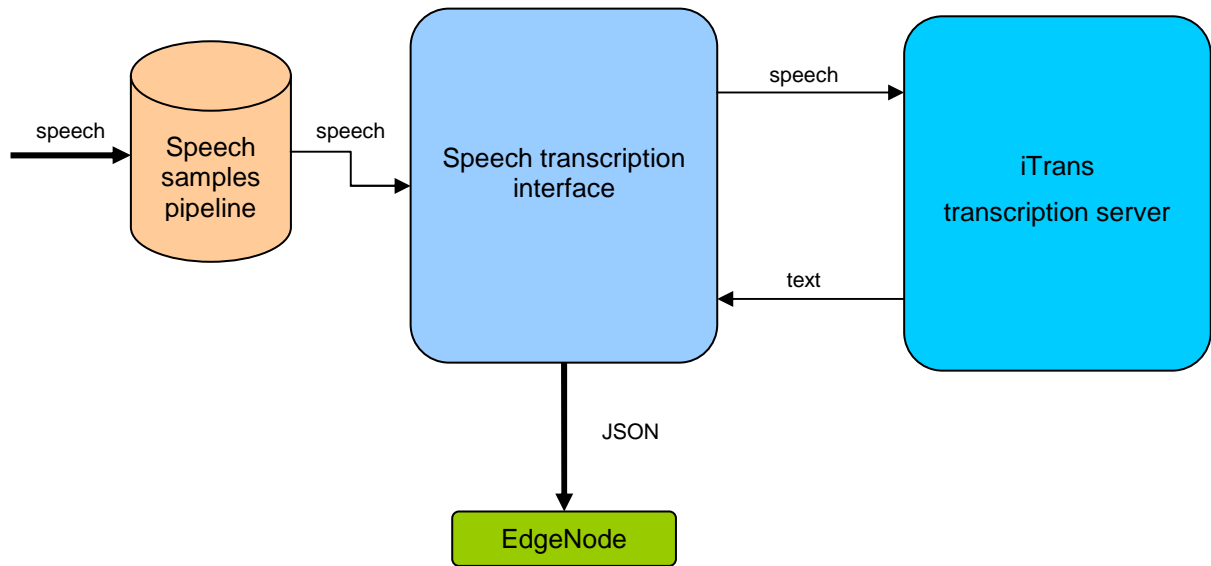 speech
Speech
samples
pipeline
speech
Speech transcription
interface
speech
iTrans
transcription server
text
JSON
EdgeNode